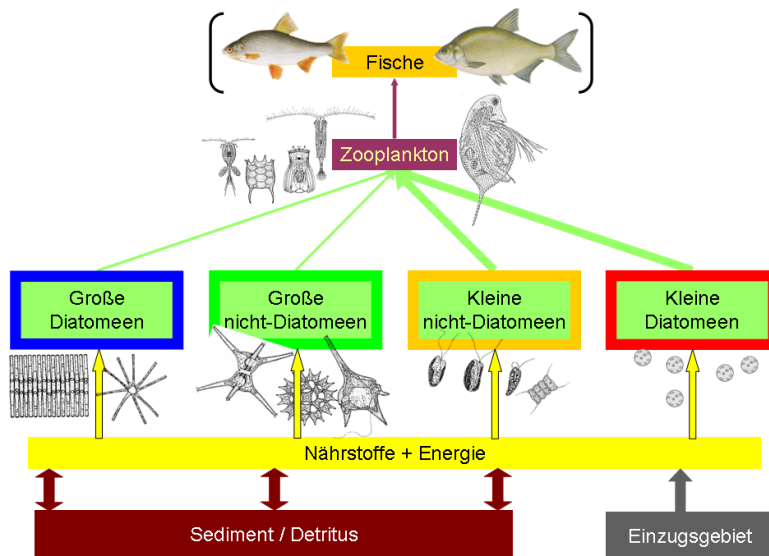 Fische
Zooplankton
Große
Diatomeen
Große
nicht-Diatomeen
Kleine
nicht-Diatomeen
Kleine
Diatomeen
Nährstoffe + Energie
Sediment / Detritus
Einzugsgebiet